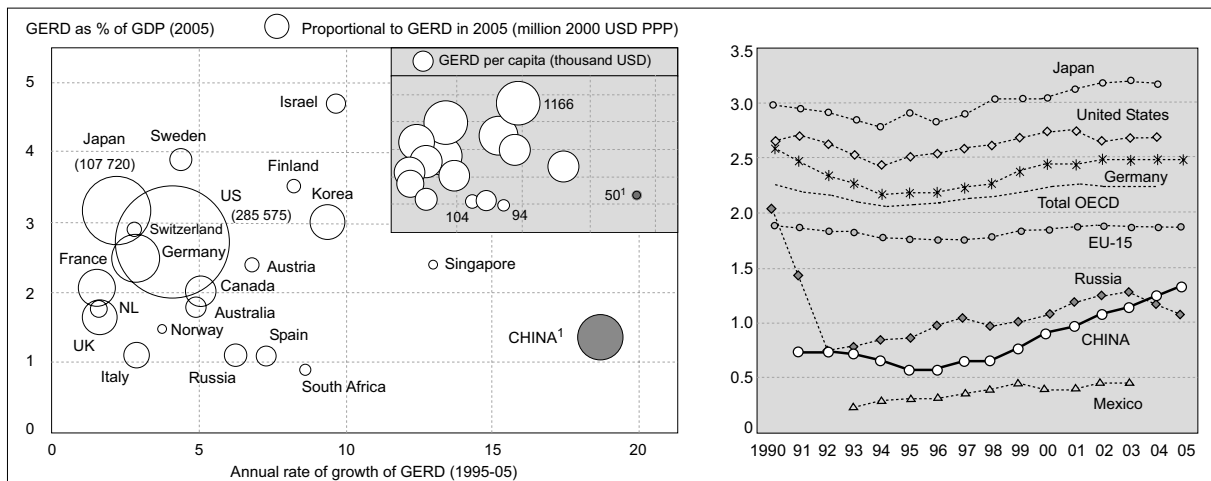 GERD as % of GDP (2005)
Proportional to GERD in 2005 (million 2000 USD PPP)
GERD per capita (thousand USD)
1166
104
94
50¹
5
4
3
2
1
0
Israel
Japan
(107 720)
Sweden
Finland
US
(285 575)
Korea
Switzerland
France
Germany
Austria
Singapore
Canada
NL
Australia
UK
Norway
Spain
CHINA¹
Italy
Russia
South Africa
0 5 10 15 20
Annual rate of growth of GERD (1995-05)
3.5
3.0
2.5
2.0
1.5
1.0
0.5
0.0
Japan
United States
Germany
Total OECD
EU-15
Russia
CHINA
Mexico
1990 91 92 93 94 95 96 97 98 99 00 01 02 03 04 05